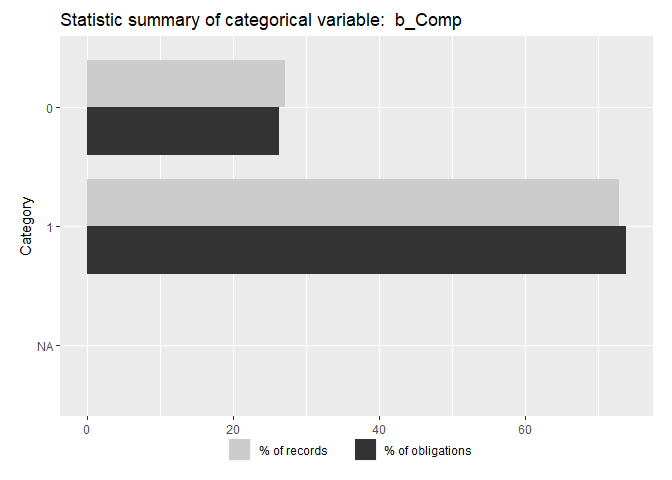 Statistic summary of categorical variable:  b_Comp
Category
0
1
NA
0 20 40 60
% of records % of obligations